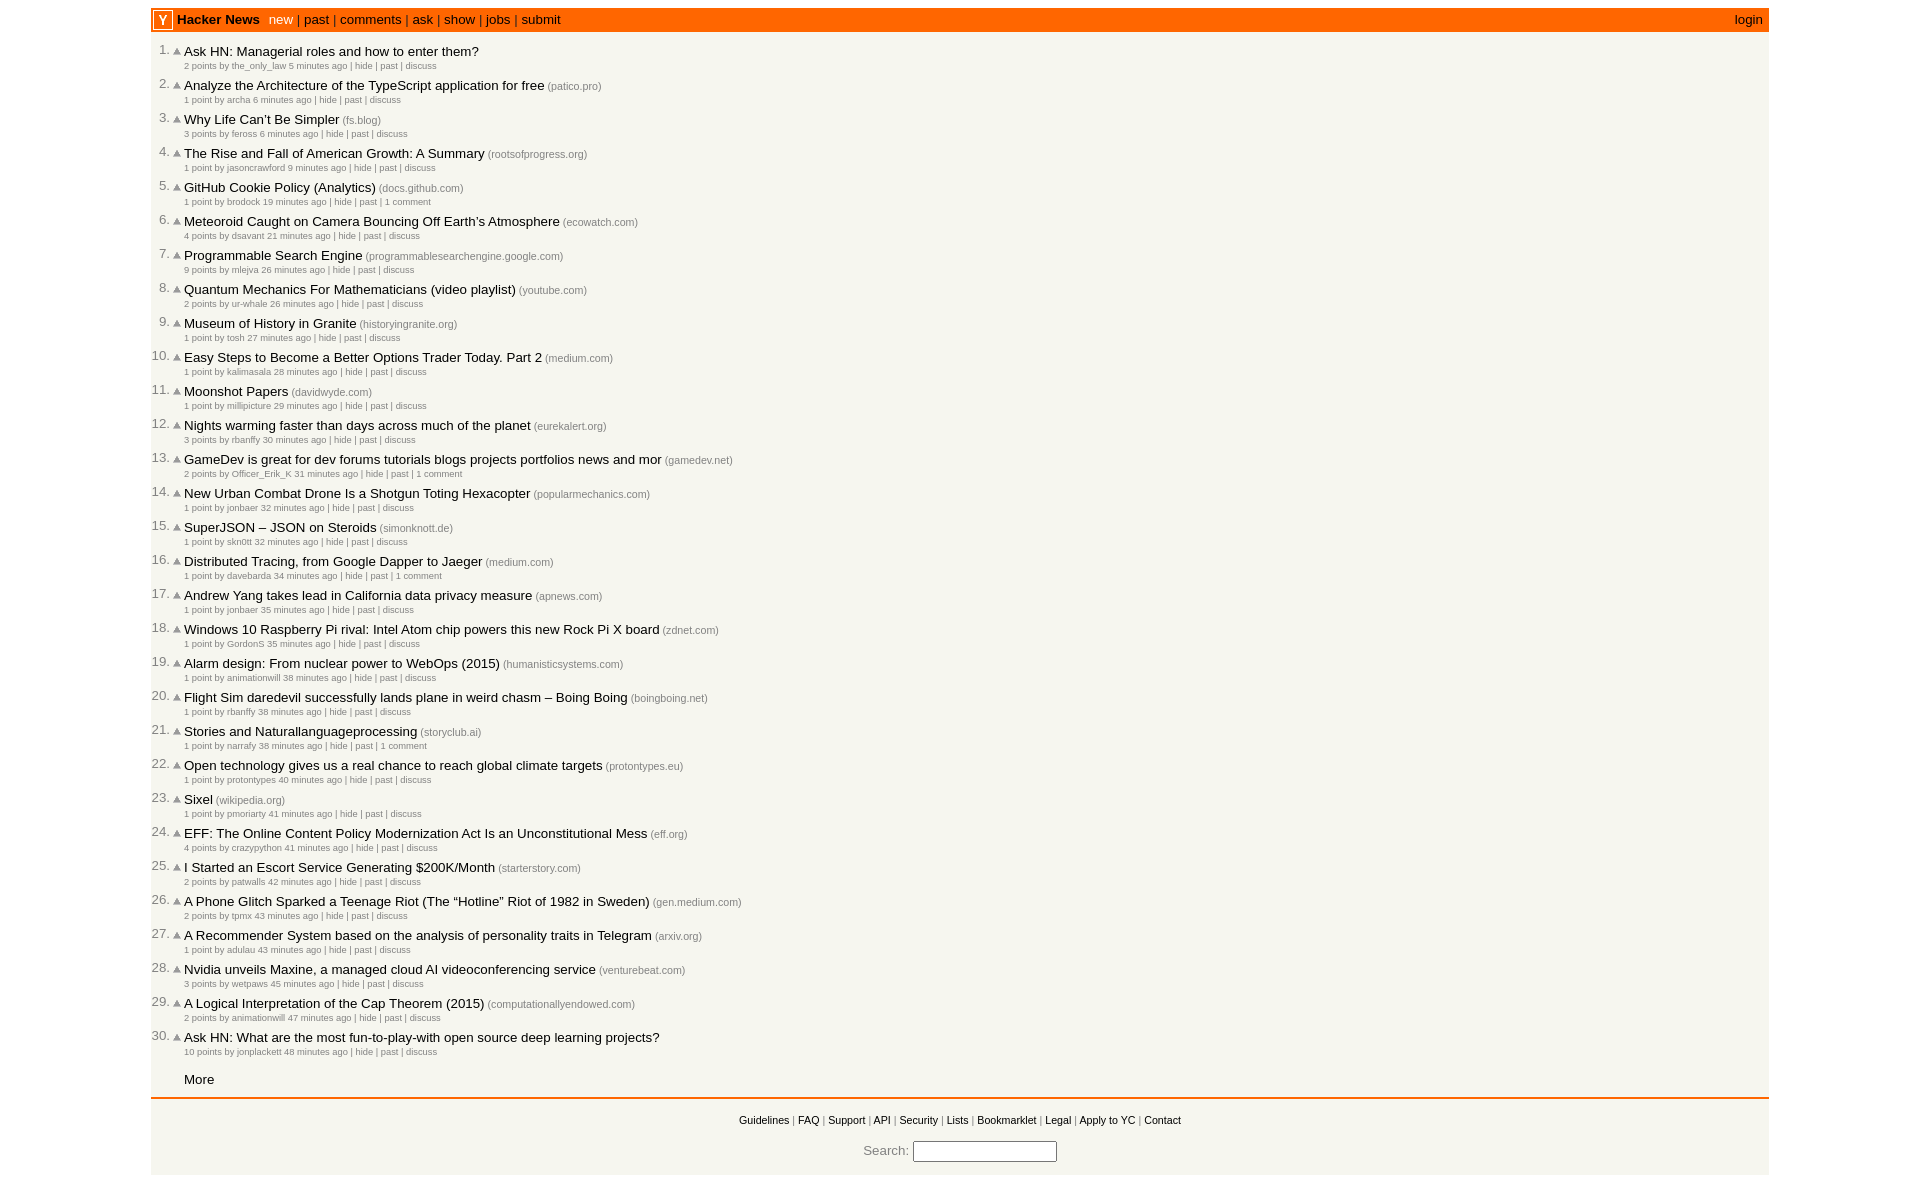 Y Hacker News new | past | comments | ask | show | jobs | submit login
1. Ask HN: Managerial roles and how to enter them?
2 points by the_only_law 5 minutes ago | hide | past | discuss
2. Analyze the Architecture of the TypeScript application for free (patico.pro)
1 point by archa 6 minutes ago | hide | past | discuss
3. Why Life Can’t Be Simpler (fs.blog)
3 points by feross 6 minutes ago | hide | past | discuss
4. The Rise and Fall of American Growth: A Summary (rootsofprogress.org)
1 point by jasoncrawford 9 minutes ago | hide | past | discuss
5. GitHub Cookie Policy (Analytics) (docs.github.com)
1 point by brodock 19 minutes ago | hide | past | 1 comment
6. Meteoroid Caught on Camera Bouncing Off Earth’s Atmosphere (ecowatch.com)
4 points by dsavant 21 minutes ago | hide | past | discuss
7. Programmable Search Engine (programmablesearchengine.google.com)
9 points by mlejva 26 minutes ago | hide | past | discuss
8. Quantum Mechanics For Mathematicians (video playlist) (youtube.com)
2 points by ur-whale 26 minutes ago | hide | past | discuss
9. Museum of History in Granite (historyingranite.org)
1 point by tosh 27 minutes ago | hide | past | discuss
10. Easy Steps to Become a Better Options Trader Today. Part 2 (medium.com)
1 point by kalimasala 28 minutes ago | hide | past | discuss
11. Moonshot Papers (davidwyde.com)
1 point by millipicture 29 minutes ago | hide | past | discuss
12. Nights warming faster than days across much of the planet (eurekalert.org)
3 points by rbanffy 30 minutes ago | hide | past | discuss
13. GameDev is great for dev forums tutorials blogs projects portfolios news and mor (gamedev.net)
2 points by Officer_Erik_K 31 minutes ago | hide | past | 1 comment
14. New Urban Combat Drone Is a Shotgun Toting Hexacopter (popularmechanics.com)
1 point by jonbaer 32 minutes ago | hide | past | discuss
15. SuperJSON – JSON on Steroids (simonknott.de)
1 point by skn0tt 32 minutes ago | hide | past | discuss
16. Distributed Tracing, from Google Dapper to Jaeger (medium.com)
1 point by davebarda 34 minutes ago | hide | past | 1 comment
17. Andrew Yang takes lead in California data privacy measure (apnews.com)
1 point by jonbaer 35 minutes ago | hide | past | discuss
18. Windows 10 Raspberry Pi rival: Intel Atom chip powers this new Rock Pi X board (zdnet.com)
1 point by GordonS 35 minutes ago | hide | past | discuss
19. Alarm design: From nuclear power to WebOps (2015) (humanisticsystems.com)
1 point by animationwill 38 minutes ago | hide | past | discuss
20. Flight Sim daredevil successfully lands plane in weird chasm – Boing Boing (boingboing.net)
1 point by rbanffy 38 minutes ago | hide | past | discuss
21. Stories and Naturallanguageprocessing (storyclub.ai)
1 point by narrafy 38 minutes ago | hide | past | 1 comment
22. Open technology gives us a real chance to reach global climate targets (protontypes.eu)
1 point by protontypes 40 minutes ago | hide | past | discuss
23. Sixel (wikipedia.org)
1 point by pmoriarty 41 minutes ago | hide | past | discuss
24. EFF: The Online Content Policy Modernization Act Is an Unconstitutional Mess (eff.org)
4 points by crazypython 41 minutes ago | hide | past | discuss
25. I Started an Escort Service Generating $200K/Month (starterstory.com)
2 points by patwalls 42 minutes ago | hide | past | discuss
26. A Phone Glitch Sparked a Teenage Riot (The “Hotline” Riot of 1982 in Sweden) (gen.medium.com)
2 points by tpmx 43 minutes ago | hide | past | discuss
27. A Recommender System based on the analysis of personality traits in Telegram (arxiv.org)
1 point by adulau 43 minutes ago | hide | past | discuss
28. Nvidia unveils Maxine, a managed cloud AI videoconferencing service (venturebeat.com)
3 points by wetpaws 45 minutes ago | hide | past | discuss
29. A Logical Interpretation of the Cap Theorem (2015) (computationallyendowed.com)
2 points by animationwill 47 minutes ago | hide | past | discuss
30. Ask HN: What are the most fun-to-play-with open source deep learning projects?
10 points by jonplackett 48 minutes ago | hide | past | discuss
More
Guidelines | FAQ | Support | API | Security | Lists | Bookmarklet | Legal | Apply to YC | Contact
Search: